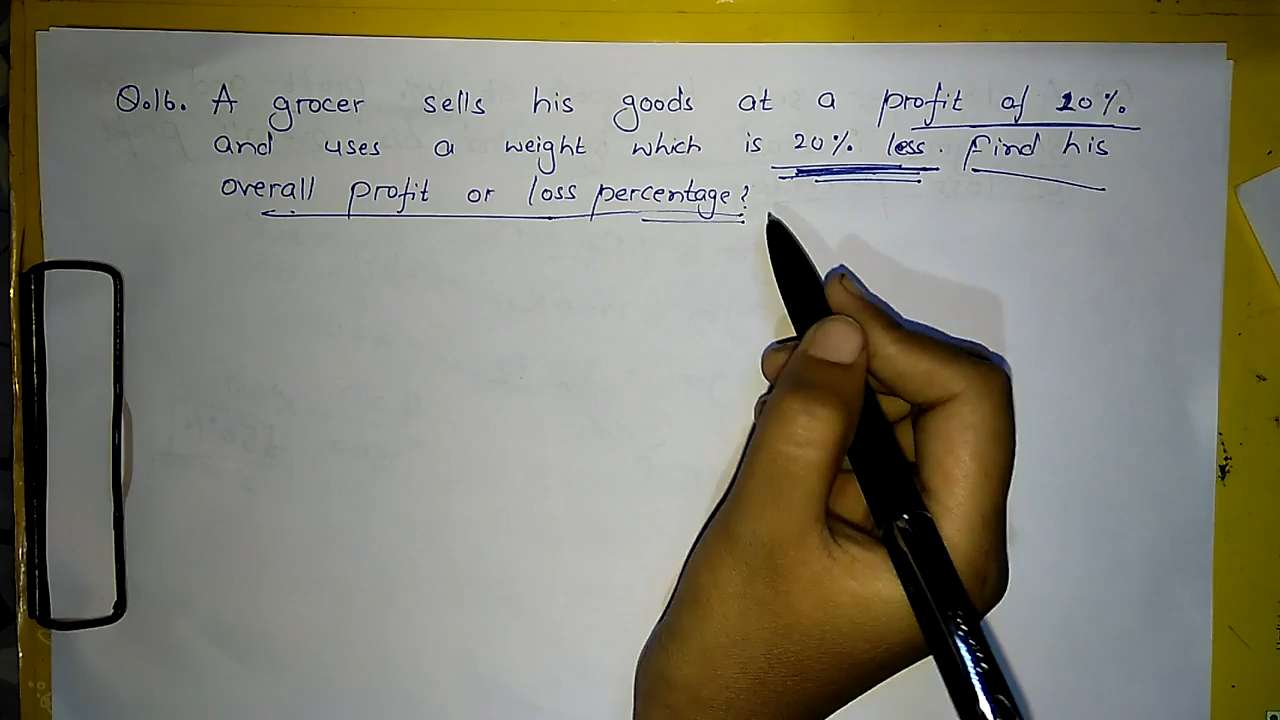 Q.16. A grocer sells his goods at a profit of 20%
and uses a weight which is 20% less. Find his
overall profit or loss percentage?